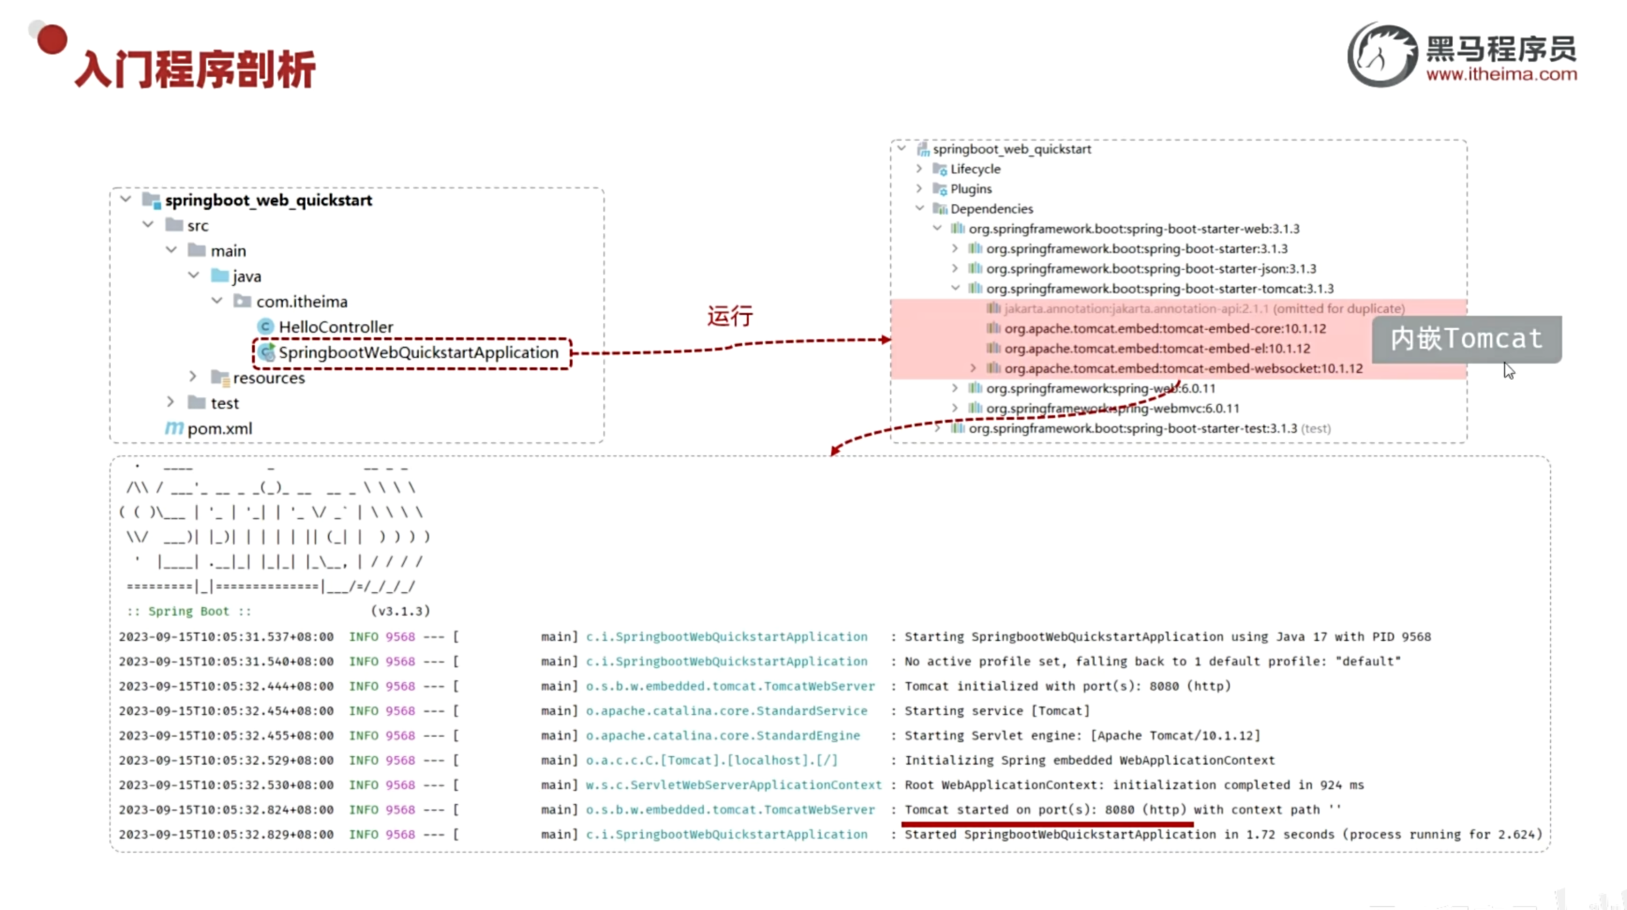 入门程序剖析
黑马程序员
www.itheima.com
springboot_web_quickstart
src
main
java
com.itheima
HelloController
SpringbootWebQuickstartApplication
resources
test
pom.xml
运行
springboot_web_quickstart
Lifecycle
Plugins
Dependencies
org.springframework.boot:spring-boot-starter-web:3.1.3
org.springframework.boot:spring-boot-starter:3.1.3
org.springframework.boot:spring-boot-starter-json:3.1.3
org.springframework.boot:spring-boot-starter-tomcat:3.1.3
jakarta.annotation:jakarta.annotation-api:2.1.1 (omitted for duplicate)
org.apache.tomcat.embed:tomcat-embed-core:10.1.12
org.apache.tomcat.embed:tomcat-embed-el:10.1.12
org.apache.tomcat.embed:tomcat-embed-websocket:10.1.12
org.springframework:spring-web:6.0.11
org.springframework:spring-webmvc:6.0.11
org.springframework.boot:spring-boot-starter-test:3.1.3 (test)
内嵌Tomcat
:: Spring Boot ::                (v3.1.3)
2023-09-15T10:05:31.537+08:00  INFO 9568 --- [           main] c.i.SpringbootWebQuickstartApplication   : Starting SpringbootWebQuickstartApplication using Java 17 with PID 9568
2023-09-15T10:05:31.540+08:00  INFO 9568 --- [           main] c.i.SpringbootWebQuickstartApplication   : No active profile set, falling back to 1 default profile: "default"
2023-09-15T10:05:32.444+08:00  INFO 9568 --- [           main] o.s.b.w.embedded.tomcat.TomcatWebServer  : Tomcat initialized with port(s): 8080 (http)
2023-09-15T10:05:32.454+08:00  INFO 9568 --- [           main] o.apache.catalina.core.StandardService   : Starting service [Tomcat]
2023-09-15T10:05:32.455+08:00  INFO 9568 --- [           main] o.apache.catalina.core.StandardEngine    : Starting Servlet engine: [Apache Tomcat/10.1.12]
2023-09-15T10:05:32.529+08:00  INFO 9568 --- [           main] o.a.c.c.C.[Tomcat].[localhost].[/]       : Initializing Spring embedded WebApplicationContext
2023-09-15T10:05:32.530+08:00  INFO 9568 --- [           main] w.s.c.ServletWebServerApplicationContext : Root WebApplicationContext: initialization completed in 924 ms
2023-09-15T10:05:32.824+08:00  INFO 9568 --- [           main] o.s.b.w.embedded.tomcat.TomcatWebServer  : Tomcat started on port(s): 8080 (http) with context path ''
2023-09-15T10:05:32.829+08:00  INFO 9568 --- [           main] c.i.SpringbootWebQuickstartApplication   : Started SpringbootWebQuickstartApplication in 1.72 seconds (process running for 2.624)